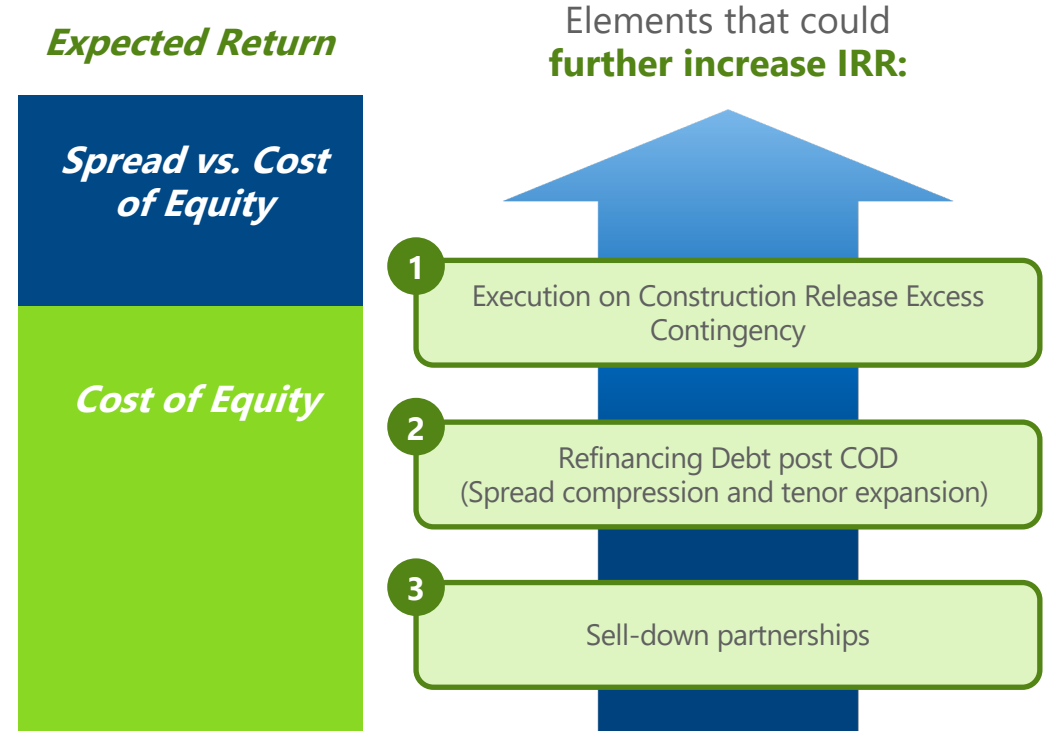 Expected Return
Spread vs. Cost
of Equity
Cost of Equity
Elements that could
further increase IRR:
1
Execution on Construction Release Excess
Contingency
2
Refinancing Debt post COD
(Spread compression and tenor expansion)
3
Sell-down partnerships